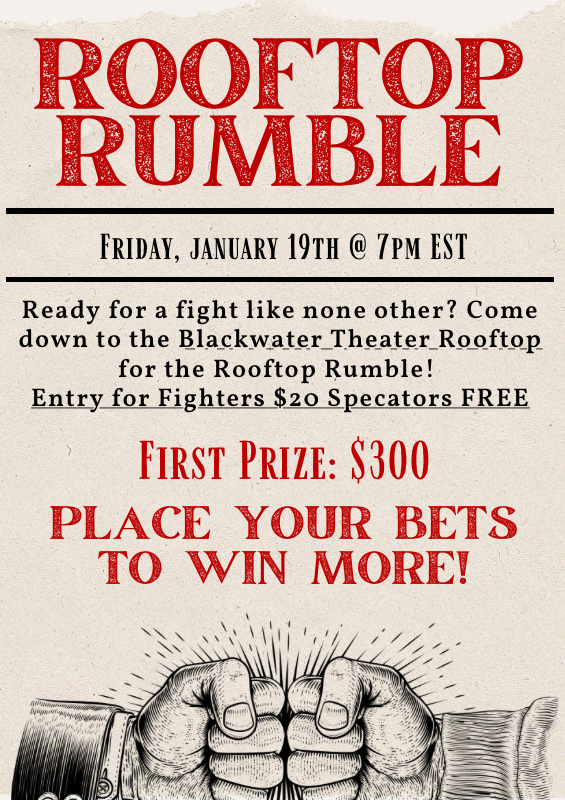 ROOFTOP
RUMBLE
FRIDAY, JANUARY 19TH @ 7PM EST
Ready for a fight like none other? Come
down to the Blackwater Theater Rooftop
for the Rooftop Rumble!
Entry for Fighters $20 Specators FREE
FIRST PRIZE: $300
PLACE YOUR BETS
TO WIN MORE!